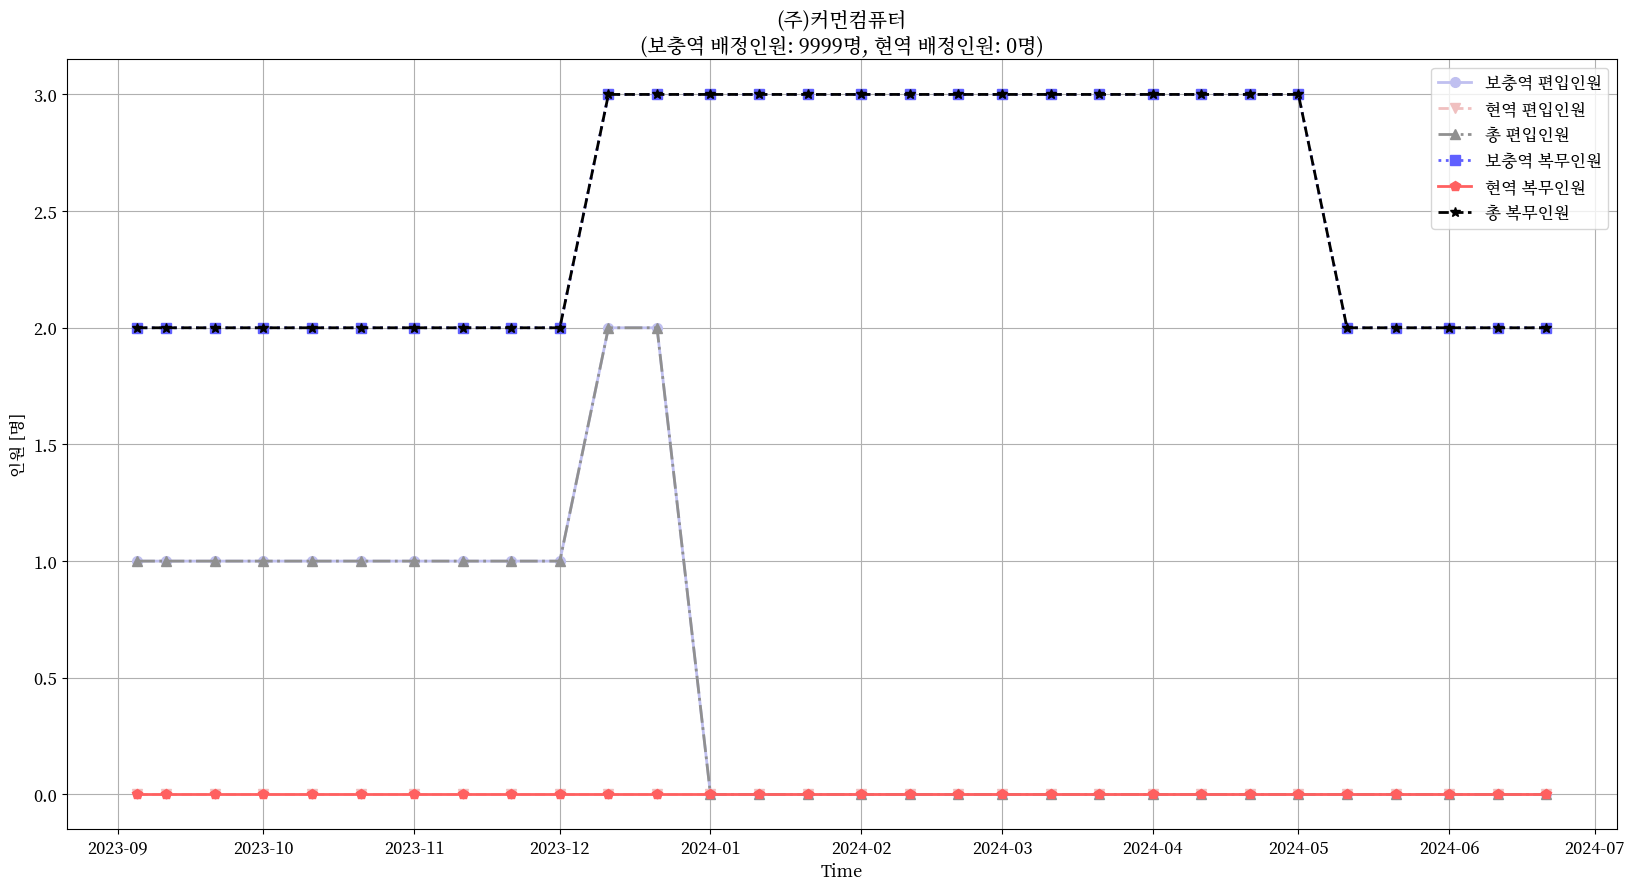 (주)커먼컴퓨터
(보충역 배정인원: 9999명, 현역 배정인원: 0명)
보충역 편입인원
현역 편입인원
총 편입인원
보충역 복무인원
현역 복무인원
총 복무인원
인원 [명]
3.0
2.5
2.0
1.5
1.0
0.5
0.0
2023-09 2023-10 2023-11 2023-12 2024-01 2024-02 2024-03 2024-04 2024-05 2024-06 2024-07
Time